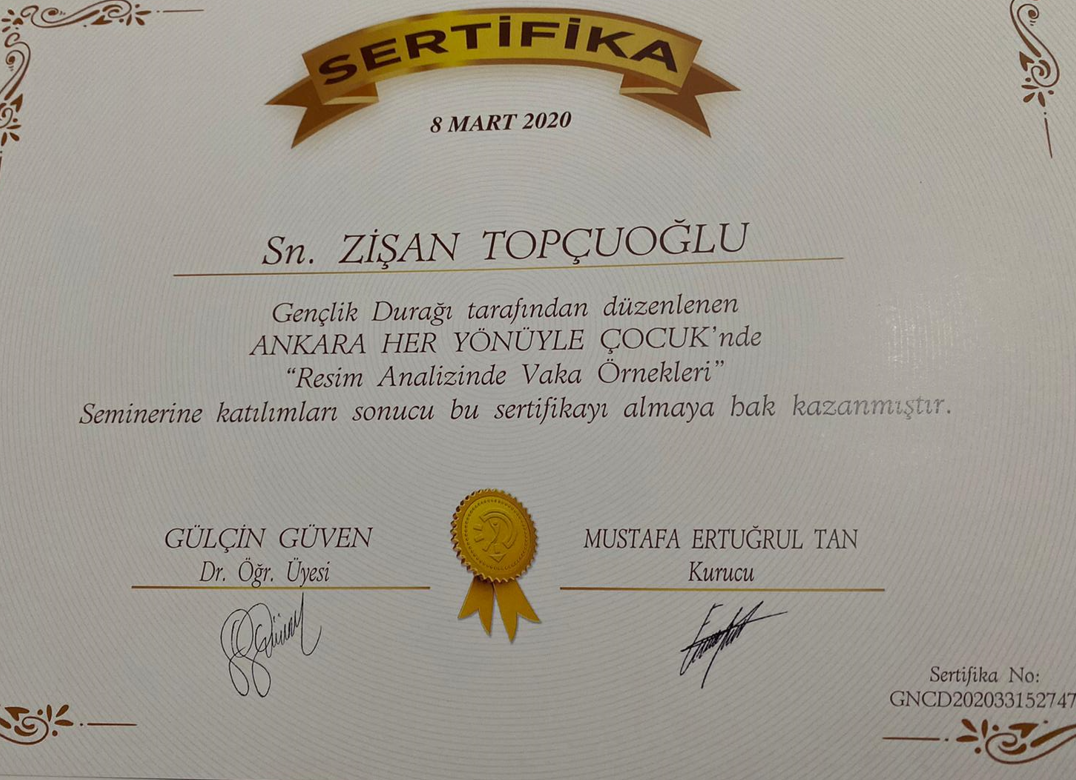 SERTİFİKA
8 MART 2020
Sn. ZİŞAN TOPÇUOĞLU
Gençlik Durağı tarafından düzenlenen
ANKARA HER YÖNÜYLE ÇOCUK'nde
"Resim Analizinde Vaka Örnekleri"
Seminerine katılımları sonucu bu sertifikayı almaya hak kazanmıştır.
GÜLÇİN GÜVEN
Dr. Öğr. Üyesi
MUSTAFA ERTUĞRUL TAN
Kurucu
Sertifika No:
GNCD202033152747